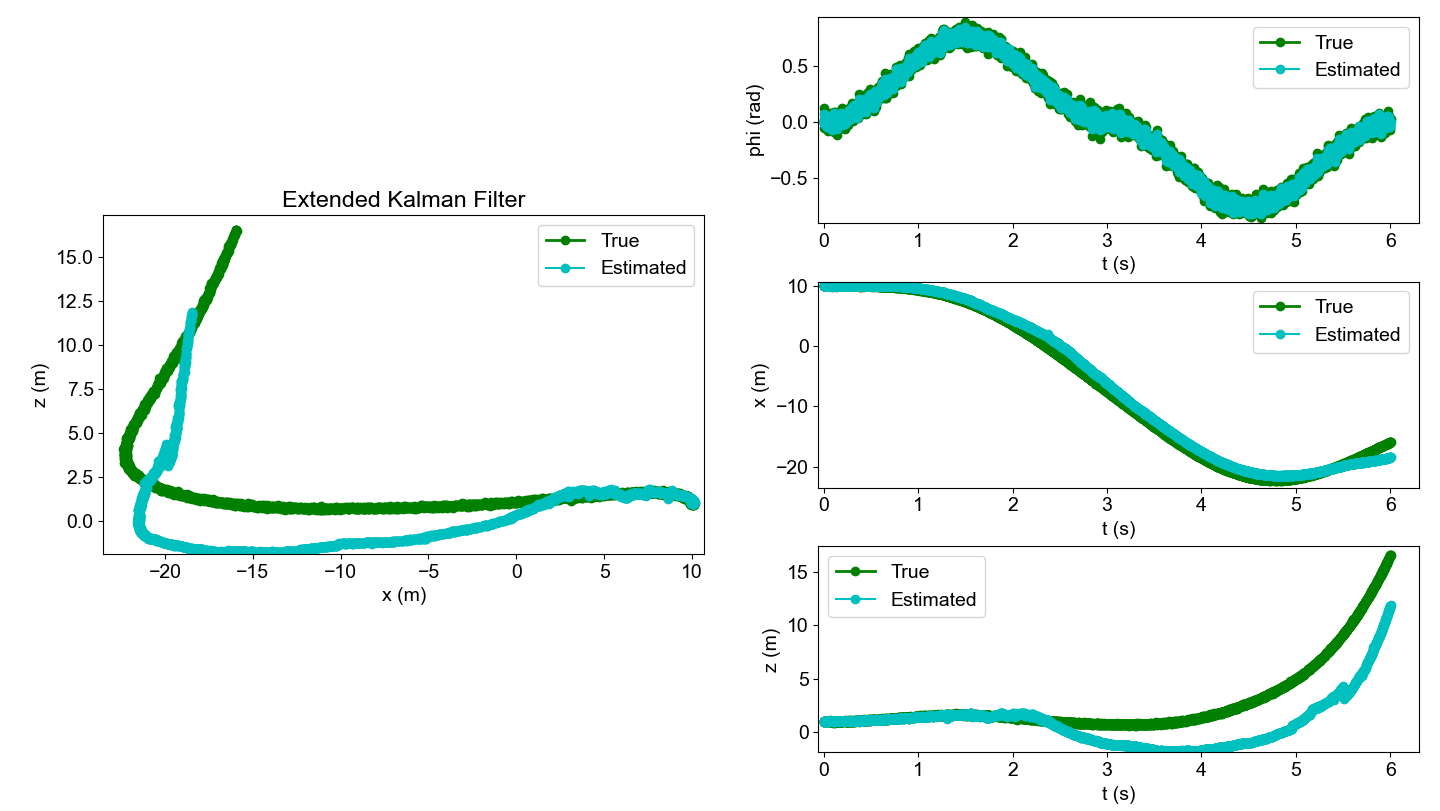 Extended Kalman Filter
True
Estimated
15.0
12.5
10.0
7.5
5.0
2.5
0.0
z (m)
−20 −15 −10 −5 0 5 10
x (m)
True
Estimated
0.5
0.0
−0.5
phi (rad)
0 1 2 3 4 5 6
t (s)
True
Estimated
10
0
−10
−20
x (m)
0 1 2 3 4 5 6
t (s)
True
Estimated
15
10
5
0
z (m)
0 1 2 3 4 5 6
t (s)